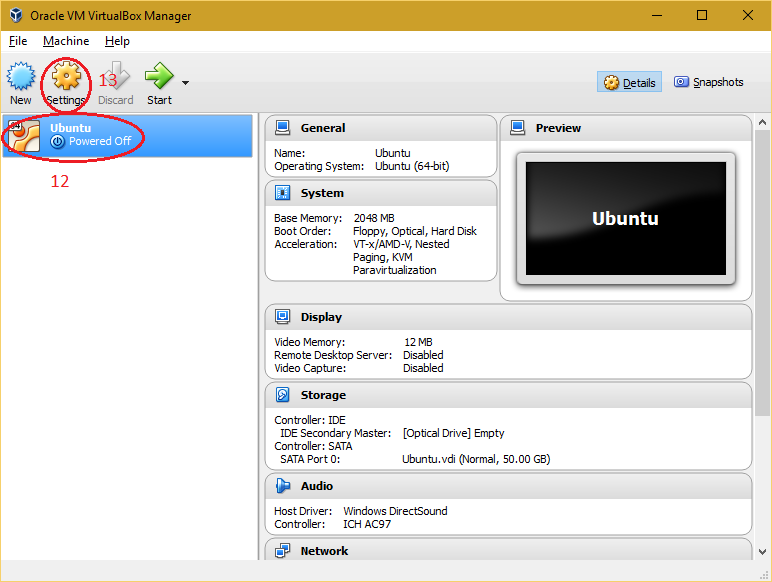 Oracle VM VirtualBox Manager
File Machine Help
New Settings 13 Discard Start Details Snapshots
64 Ubuntu
Powered Off
12
General
Name: Ubuntu
Operating System: Ubuntu (64-bit)
System
Base Memory: 2048 MB
Boot Order: Floppy, Optical, Hard Disk
Acceleration: VT-x/AMD-V, Nested
Paging, KVM
Paravirtualization
Preview
Ubuntu
Display
Video Memory: 12 MB
Remote Desktop Server: Disabled
Video Capture: Disabled
Storage
Controller: IDE
IDE Secondary Master: [Optical Drive] Empty
Controller: SATA
SATA Port 0: Ubuntu.vdi (Normal, 50.00 GB)
Audio
Host Driver: Windows DirectSound
Controller: ICH AC97
Network